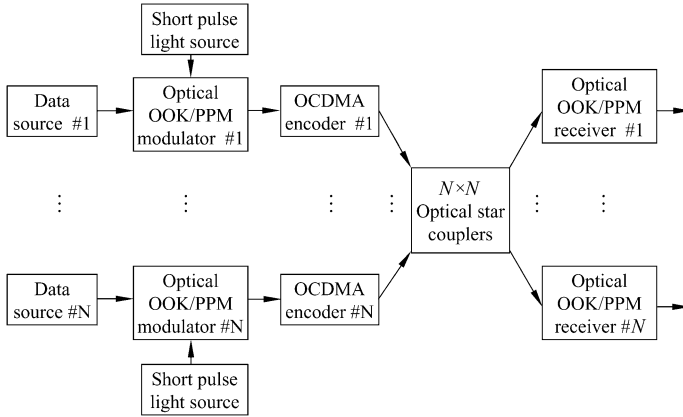 Short pulse
light source
Data
source #1
Optical
OOK/PPM
modulator #1
OCDMA
encoder #1
Optical
OOK/PPM
receiver #1
N×N
Optical star
couplers
Data
source #N
Optical
OOK/PPM
modulator #N
OCDMA
encoder #N
Optical
OOK/PPM
receiver #N
Short pulse
light source